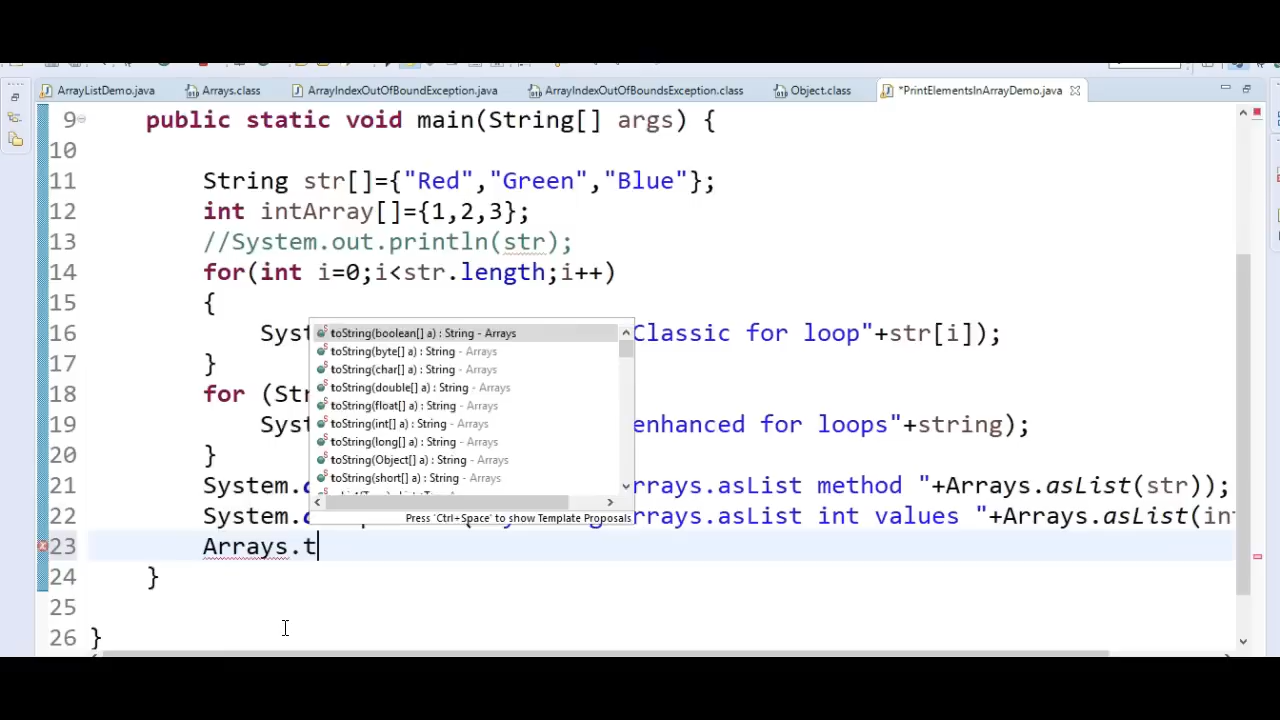 ArrayListDemo.java Arrays.class ArrayIndexOutOfBoundException.java ArrayIndexOutOfBoundsException.class Object.class *PrintElementsInArrayDemo.java
9 public static void main(String[] args) {
10
11 String str[]={"Red","Green","Blue"};
12 int intArray[]={1,2,3};
13 //System.out.println(str);
14 for(int i=0;i<str.length;i++)
15 {
16 Syst Classic for loop"+str[i]);
17 }
18 for (Str
19 Syst enhanced for loops"+string);
20 }
21 System. rrays.asList method "+Arrays.asList(str));
22 System. rrays.asList int values "+Arrays.asList(int
23 Arrays.t
24 }
25
26 }
toString(boolean[] a) : String - Arrays
toString(byte[] a) : String - Arrays
toString(char[] a) : String - Arrays
toString(double[] a) : String - Arrays
toString(float[] a) : String - Arrays
toString(int[] a) : String - Arrays
toString(long[] a) : String - Arrays
toString(Object[] a) : String - Arrays
toString(short[] a) : String - Arrays
Press 'Ctrl+Space' to show Template Proposals